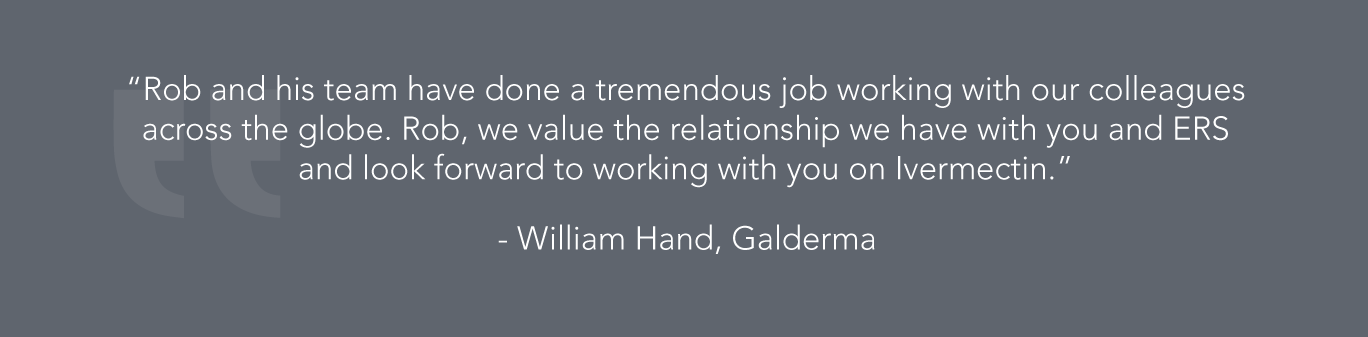 “Rob and his team have done a tremendous job working with our colleagues
across the globe. Rob, we value the relationship we have with you and ERS
and look forward to working with you on Ivermectin.”
- William Hand, Galderma